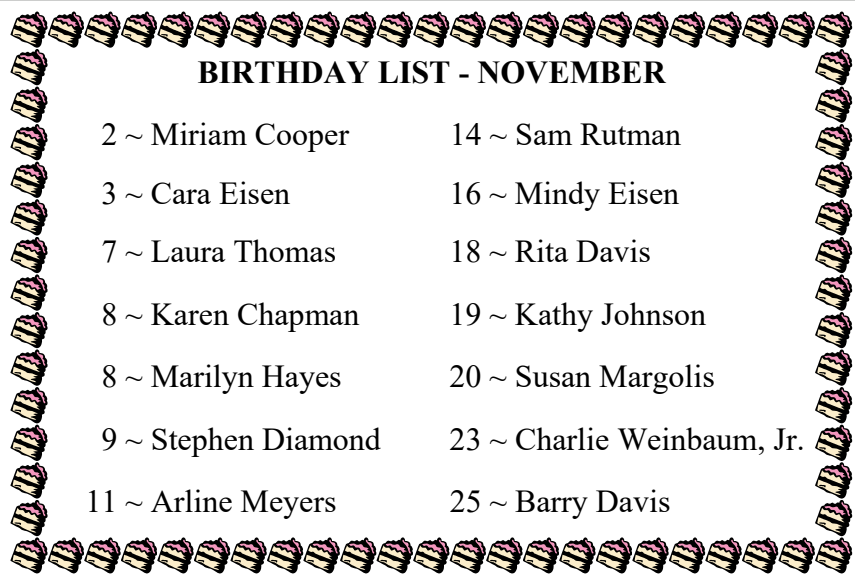 BIRTHDAY LIST - NOVEMBER
2 ~ Miriam Cooper
3 ~ Cara Eisen
7 ~ Laura Thomas
8 ~ Karen Chapman
8 ~ Marilyn Hayes
9 ~ Stephen Diamond
11 ~ Arline Meyers
14 ~ Sam Rutman
16 ~ Mindy Eisen
18 ~ Rita Davis
19 ~ Kathy Johnson
20 ~ Susan Margolis
23 ~ Charlie Weinbaum, Jr.
25 ~ Barry Davis